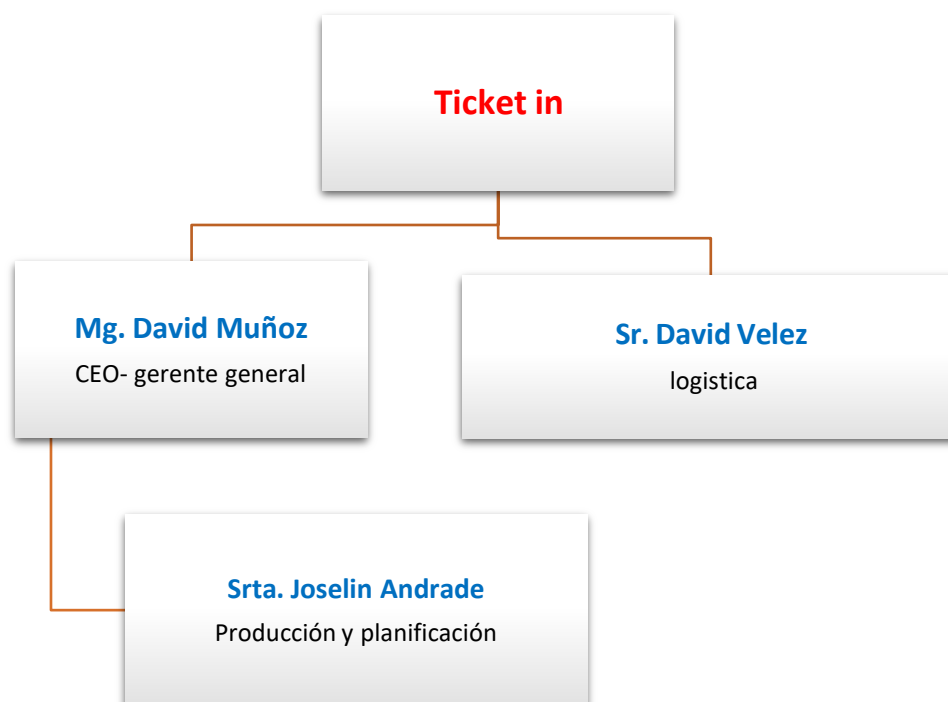 Ticket in
Mg. David Muñoz
CEO- gerente general
Sr. David Velez
logistica
Srta. Joselin Andrade
Producción y planificación